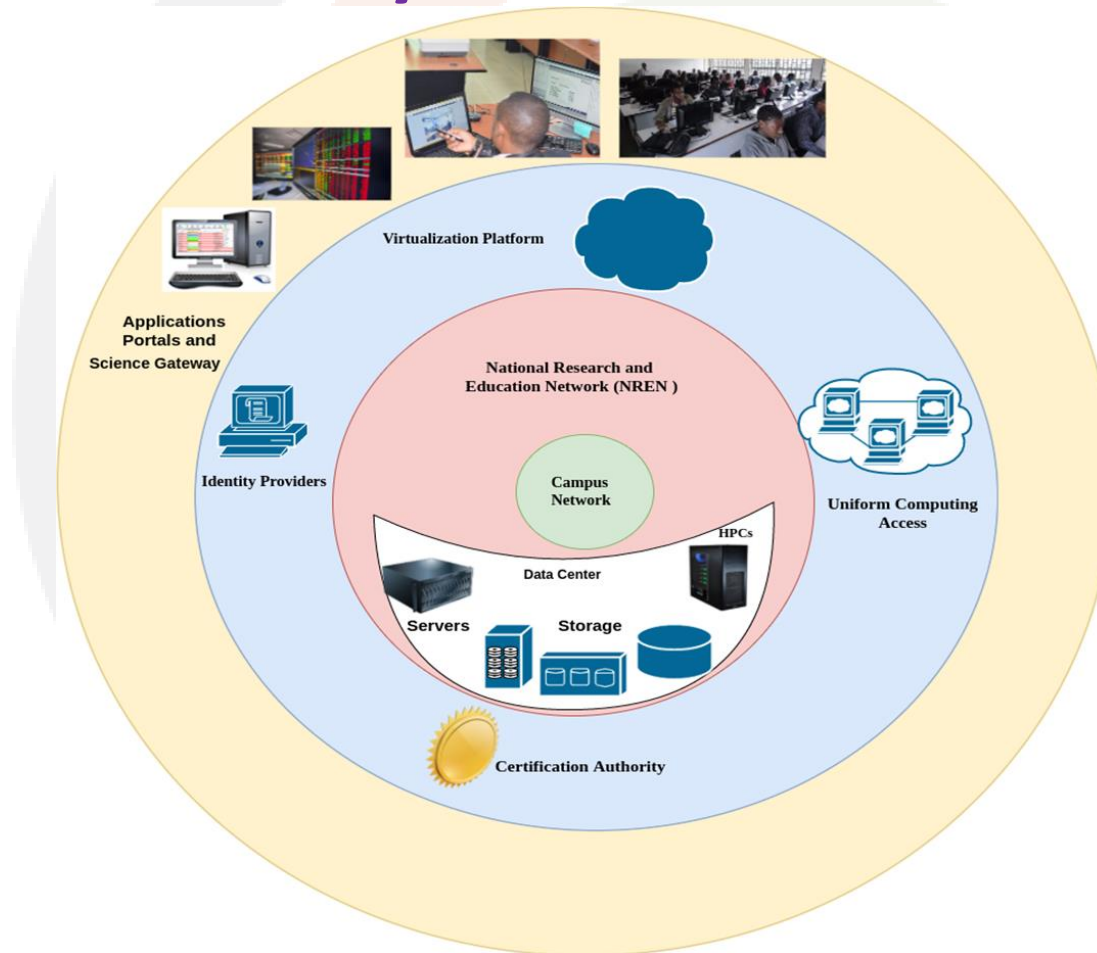 Virtualization Platform
Applications
Portals and
Science Gateway
National Research and
Education Network (NREN )
Identity Providers
Campus
Network
Uniform Computing
Access
HPCs
Data Center
Servers
Storage
Certification Authority